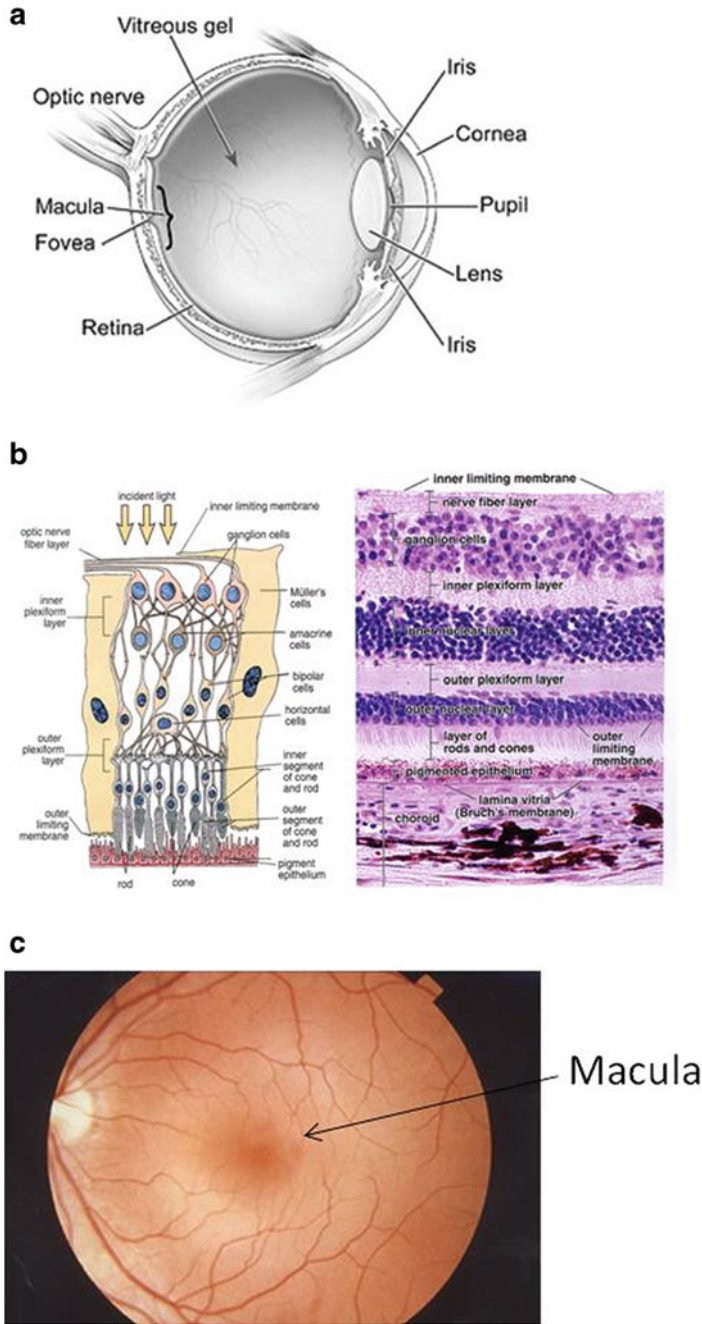 a
Vitreous gel
Optic nerve
Macula
Fovea
Retina
Iris
Cornea
Pupil
Lens
Iris
b
incident light
inner limiting membrane
optic nerve
fiber layer
ganglion cells
inner
plexiform
layer
Müller's
cells
amacrine
cells
bipolar
cells
horizontal
cells
outer
plexiform
layer
inner
segment
of cone
and rod
outer
limiting
membrane
outer
segment
of cone
and rod
pigment
epithelium
rod
cone
inner limiting membrane
nerve fiber layer
ganglion cells
inner plexiform layer
inner nuclear layer
outer plexiform layer
outer nuclear layer
layer of
rods and cones
outer
limiting
membrane
pigmented epithelium
lamina vitria
(Bruch's membrane)
choroid
c
Macula